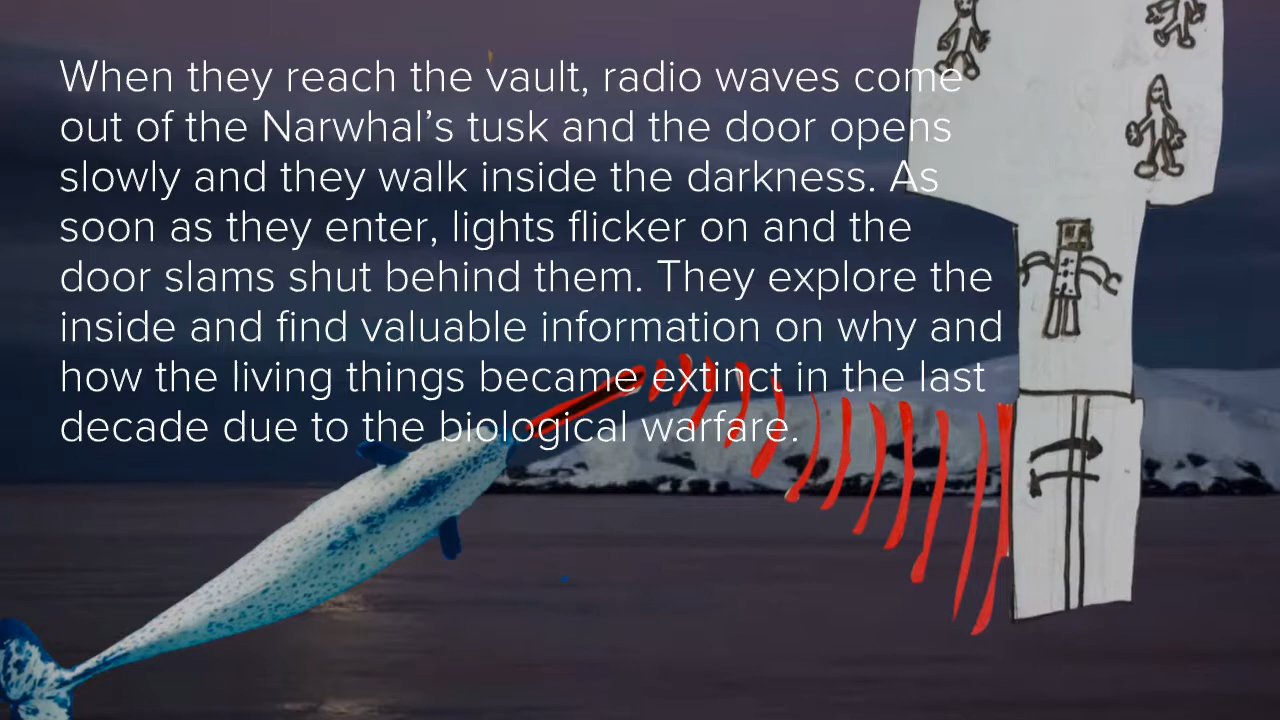 When they reach the vault, radio waves come
out of the Narwhal’s tusk and the door opens
slowly and they walk inside the darkness. As
soon as they enter, lights flicker on and the
door slams shut behind them. They explore the
inside and find valuable information on why and
how the living things became extinct in the last
decade due to the biological warfare.